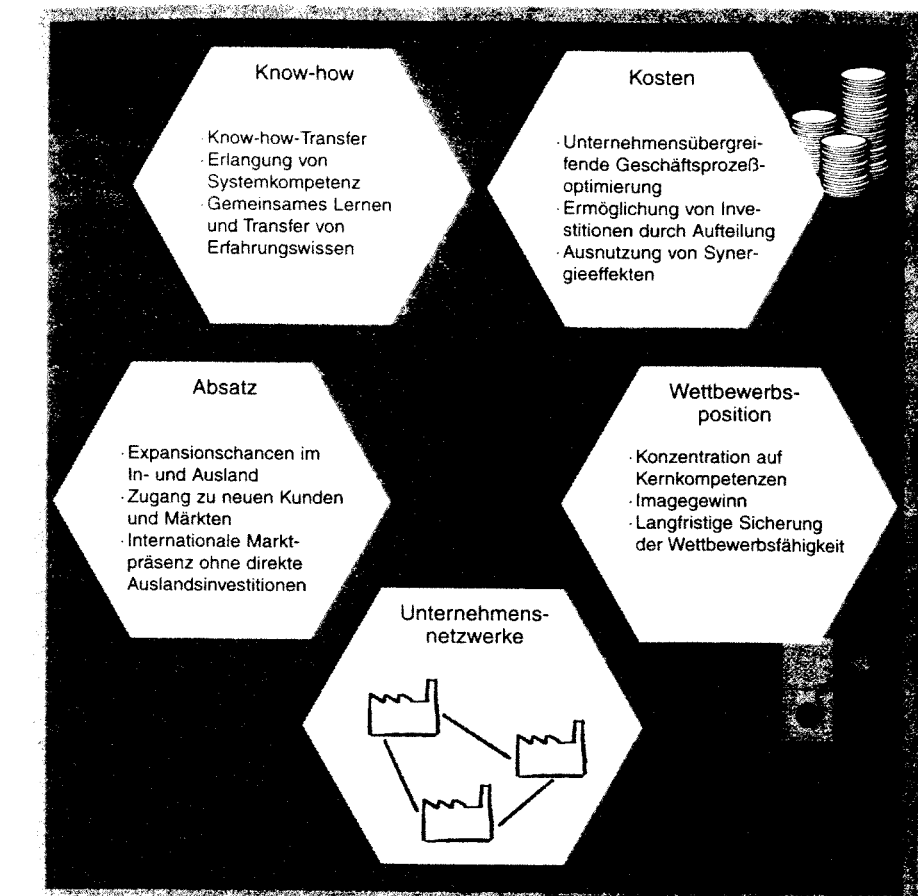 Know-how
· Know-how-Transfer
· Erlangung von
Systemkompetenz
· Gemeinsames Lernen
und Transfer von
Erfahrungswissen
Kosten
· Unternehmensübergrei-
fende Geschäftsprozeß-
optimierung
· Ermöglichung von Inve-
stitionen durch Aufteilung
· Ausnutzung von Syner-
gieeffekten
Absatz
· Expansionschancen im
In- und Ausland
· Zugang zu neuen Kunden
und Märkten
· Internationale Markt-
präsenz ohne direkte
Auslandsinvestitionen
Wettbewerbs-
position
· Konzentration auf
Kernkompetenzen
· Imagegewinn
· Langfristige Sicherung
der Wettbewerbsfähigkeit
Unternehmens-
netzwerke